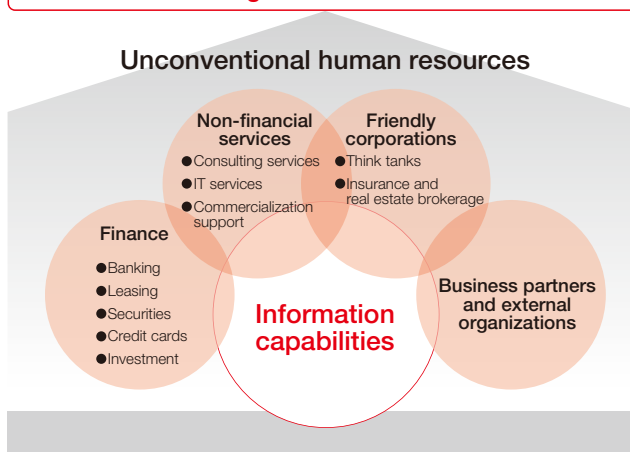 Unconventional human resources
Non-financial
services
●Consulting services
●IT services
●Commercialization
support
Friendly
corporations
●Think tanks
●Insurance and
real estate brokerage
Finance
●Banking
●Leasing
●Securities
●Credit cards
●Investment
Information
capabilities
Business partners
and external
organizations